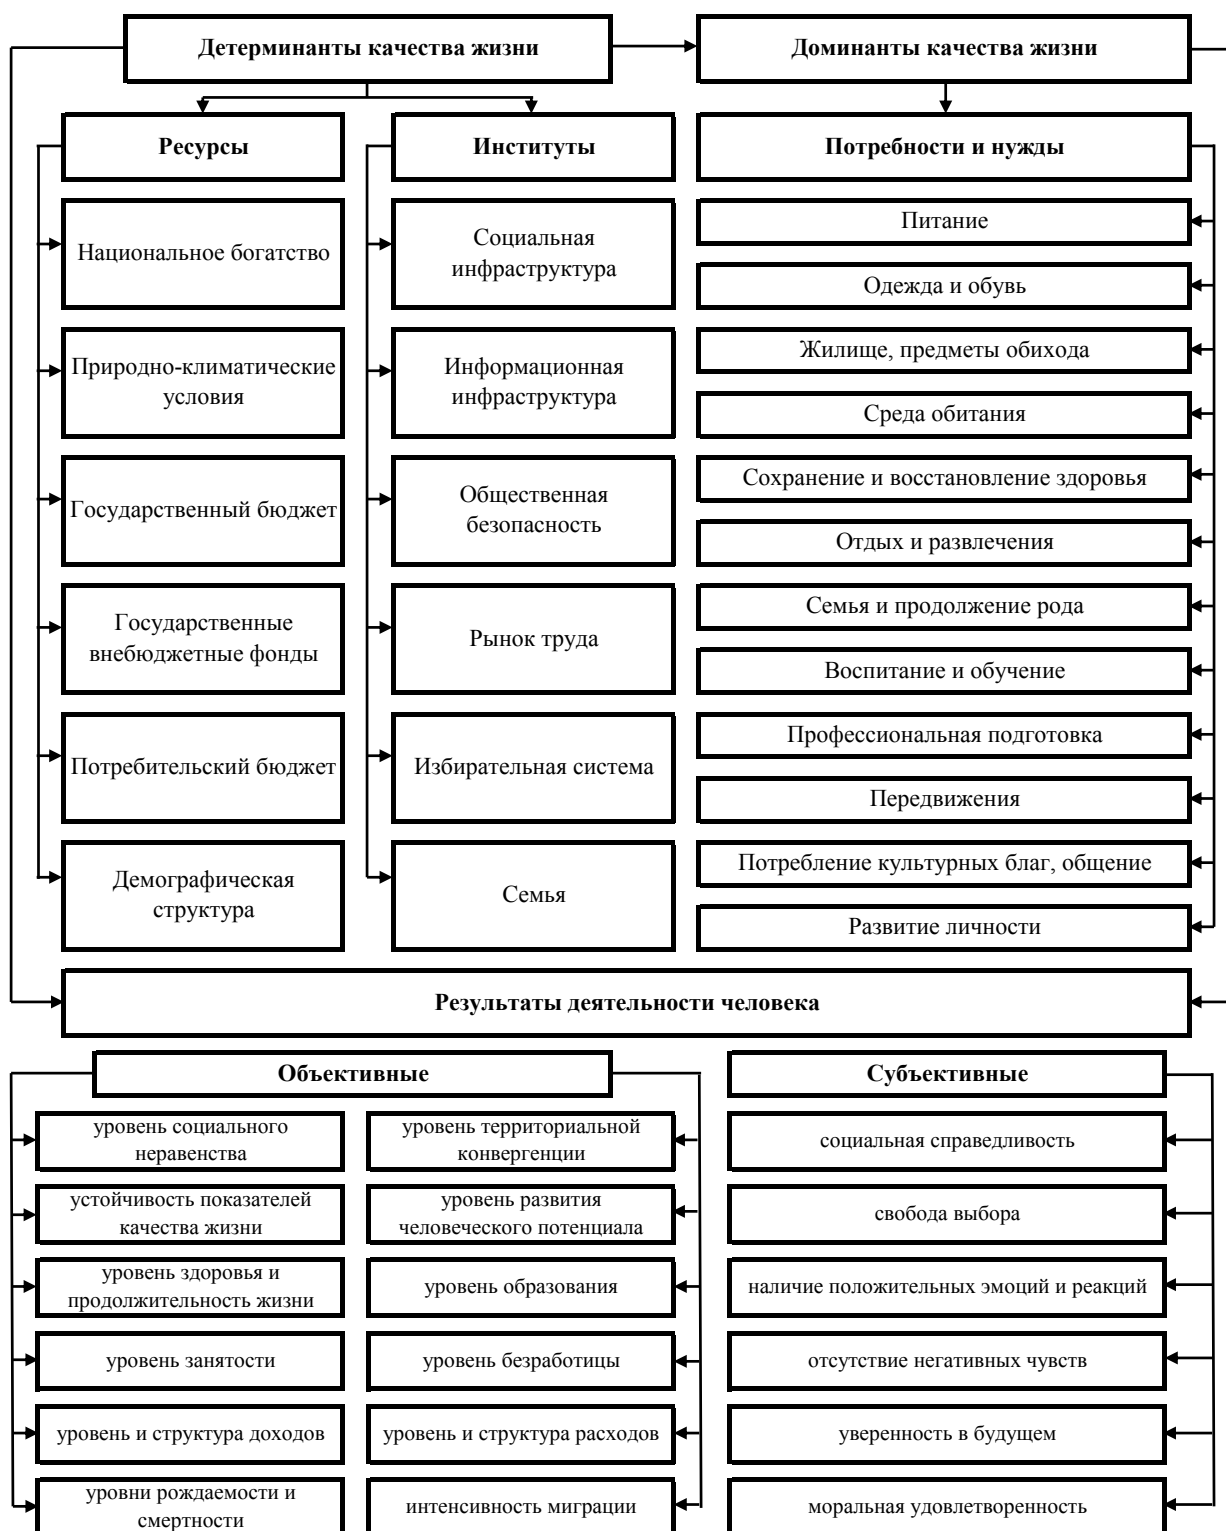 Детерминанты качества жизни
Доминанты качества жизни
Ресурсы
Институты
Потребности и нужды
Национальное богатство
Природно-климатические
условия
Государственный бюджет
Государственные
внебюджетные фонды
Потребительский бюджет
Демографическая
структура
Социальная
инфраструктура
Информационная
инфраструктура
Общественная
безопасность
Рынок труда
Избирательная система
Семья
Питание
Одежда и обувь
Жилище, предметы обихода
Среда обитания
Сохранение и восстановление здоровья
Отдых и развлечения
Семья и продолжение рода
Воспитание и обучение
Профессиональная подготовка
Передвижения
Потребление культурных благ, общение
Развитие личности
Результаты деятельности человека
Объективные
Субъективные
уровень социального
неравенства
устойчивость показателей
качества жизни
уровень здоровья и
продолжительность жизни
уровень занятости
уровень и структура доходов
уровни рождаемости и
смертности
уровень территориальной
конвергенции
уровень развития
человеческого потенциала
уровень образования
уровень безработицы
уровень и структура расходов
интенсивность миграции
социальная справедливость
свобода выбора
наличие положительных эмоций и реакций
отсутствие негативных чувств
уверенность в будущем
моральная удовлетворенность